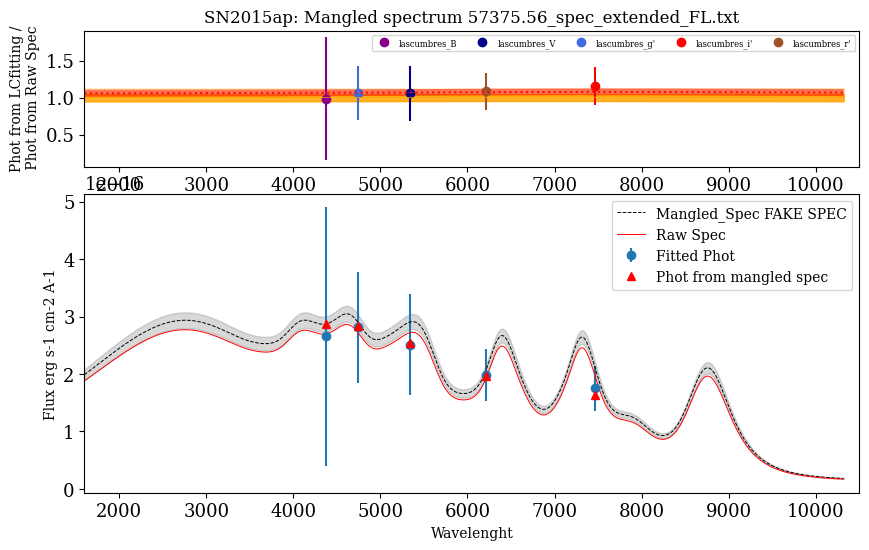 SN2015ap: Mangled spectrum 57375.56_spec_extended_FL.txt
Phot from LCfitting /
Phot from Raw Spec
1.5
1.0
0.5
lascumbres_B
lascumbres_V
lascumbres_g'
lascumbres_i'
lascumbres_r'
2000 3000 4000 5000 6000 7000 8000 9000 10000
1e−16
Flux erg s-1 cm-2 A-1
5
4
3
2
1
0
Mangled_Spec FAKE SPEC
Raw Spec
Fitted Phot
Phot from mangled spec
2000 3000 4000 5000 6000 7000 8000 9000 10000
Wavelenght